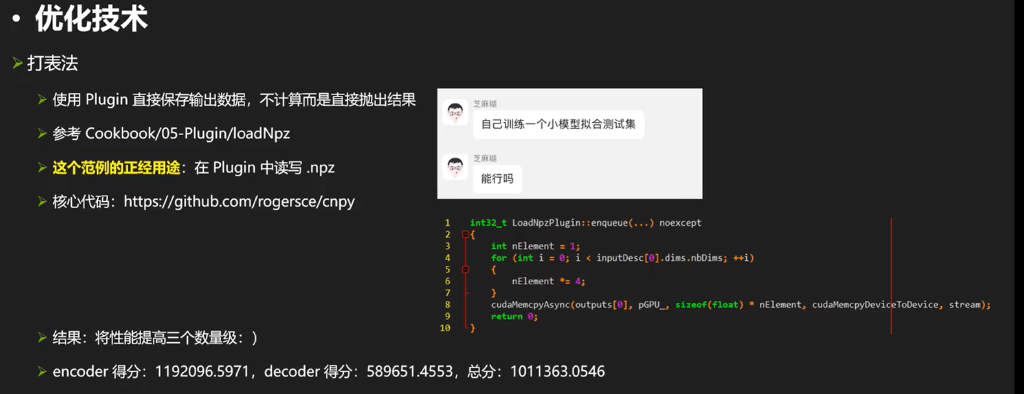 • 优化技术
➢打表法
➢ 使用 Plugin 直接保存输出数据，不计算而是直接抛出结果
➢ 参考 Cookbook/05-Plugin/loadNpz
➢ 这个范例的正经用途：在 Plugin 中读写 .npz
➢ 核心代码：https://github.com/rogersce/cnpy
芝麻糊
自己训练一个小模型拟合测试集
芝麻糊
能行吗
1 int32_t LoadNpzPlugin::enqueue(...) noexcept
2 {
3 int nElement = 1;
4 for (int i = 0; i < inputDesc[0].dims.nbDims; ++i)
5 {
6 nElement *= 4;
7 }
8 cudaMemcpyAsync(outputs[0], pGPU_, sizeof(float) * nElement, cudaMemcpyDeviceToDevice, stream);
9 return 0;
10 }
➢ 结果：将性能提高三个数量级：)
➢ encoder 得分：1192096.5971，decoder 得分：589651.4553，总分：1011363.0546